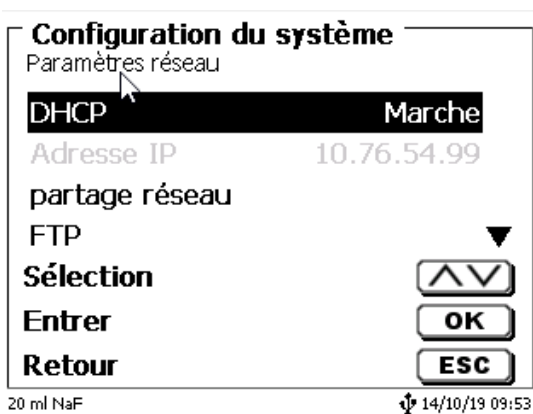 Configuration du système
Paramètres réseau
DHCP Marche
Adresse IP 10.76.54.99
partage réseau
FTP
Sélection
Entrer OK
Retour ESC
20 ml NaF 14/10/19 09:53